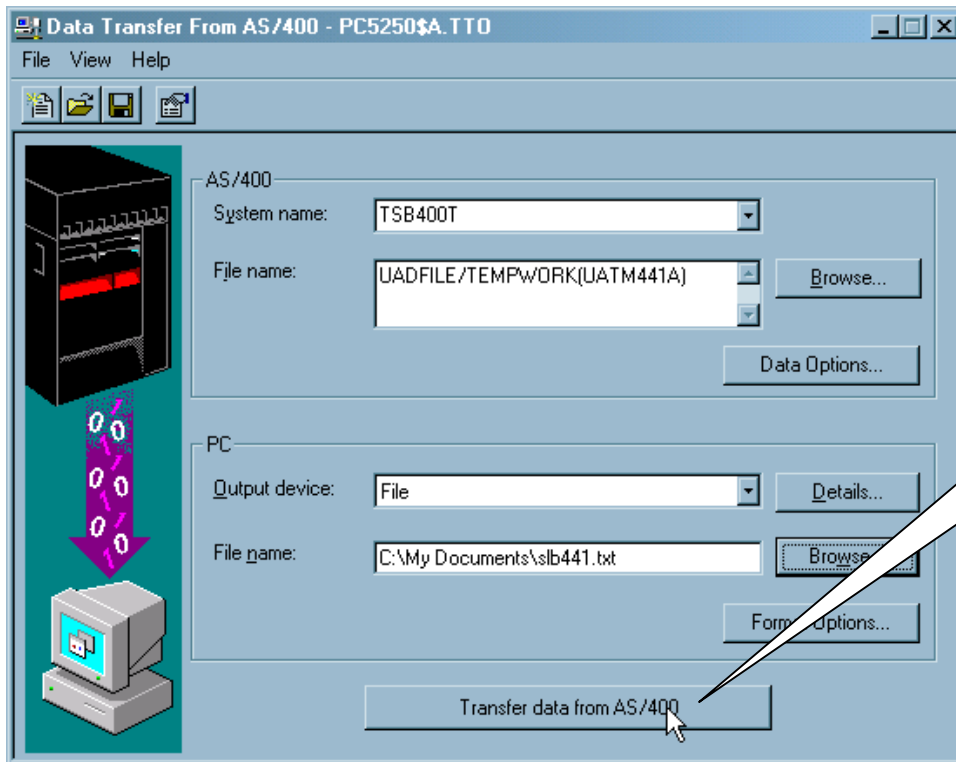 Data Transfer From AS/400 - PC5250$A.TTO
File View Help
AS/400
System name:
TSB400T
File name:
UADFILE/TEMPWORK(UATM441A)
Browse...
Data Options...
PC
Output device:
File
Details...
File name:
C:\My Documents\slb441.txt
Browse
Options...
Transfer data from AS/400